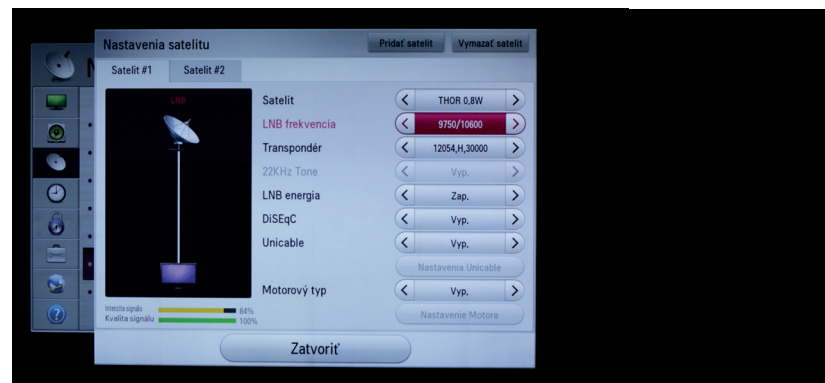 Nastavenia satelitu
Pridať satelit
Vymazať satelit
Satelit #1
Satelit #2
LNB
Satelit
THOR 0,8W
LNB frekvencia
9750/10600
Transpondér
12054,H,30000
22KHz Tone
Vyp.
LNB energia
Zap.
DiSEqC
Vyp.
Unicable
Vyp.
Nastavenia Unicable
Motorový typ
Vyp.
Nastavenie Motora
Intenzita signálu
84%
Kvalita signálu
100%
Zatvoriť